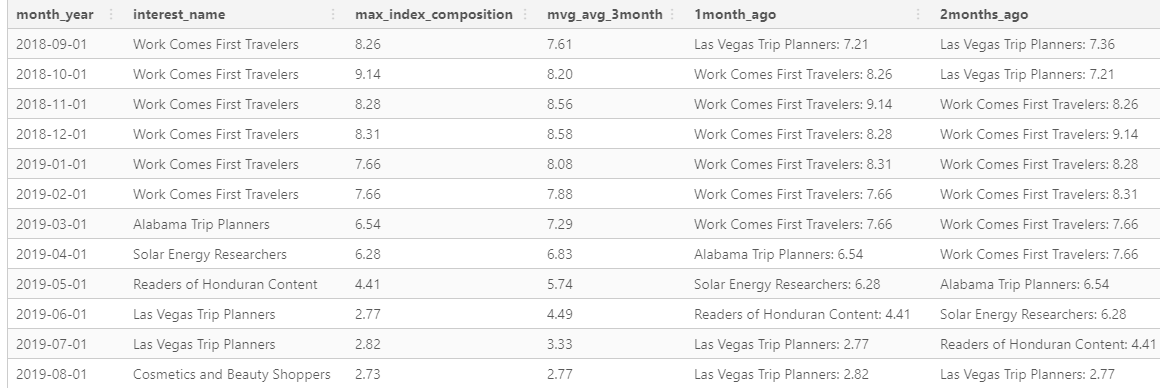 month_year interest_name max_index_composition mvg_avg_3month 1month_ago 2months_ago
2018-09-01 Work Comes First Travelers 8.26 7.61 Las Vegas Trip Planners: 7.21 Las Vegas Trip Planners: 7.36
2018-10-01 Work Comes First Travelers 9.14 8.20 Work Comes First Travelers: 8.26 Las Vegas Trip Planners: 7.21
2018-11-01 Work Comes First Travelers 8.28 8.56 Work Comes First Travelers: 9.14 Work Comes First Travelers: 8.26
2018-12-01 Work Comes First Travelers 8.31 8.58 Work Comes First Travelers: 8.28 Work Comes First Travelers: 9.14
2019-01-01 Work Comes First Travelers 7.66 8.08 Work Comes First Travelers: 8.31 Work Comes First Travelers: 8.28
2019-02-01 Work Comes First Travelers 7.66 7.88 Work Comes First Travelers: 7.66 Work Comes First Travelers: 8.31
2019-03-01 Alabama Trip Planners 6.54 7.29 Work Comes First Travelers: 7.66 Work Comes First Travelers: 7.66
2019-04-01 Solar Energy Researchers 6.28 6.83 Alabama Trip Planners: 6.54 Work Comes First Travelers: 7.66
2019-05-01 Readers of Honduran Content 4.41 5.74 Solar Energy Researchers: 6.28 Alabama Trip Planners: 6.54
2019-06-01 Las Vegas Trip Planners 2.77 4.49 Readers of Honduran Content: 4.41 Solar Energy Researchers: 6.28
2019-07-01 Las Vegas Trip Planners 2.82 3.33 Las Vegas Trip Planners: 2.77 Readers of Honduran Content: 4.41
2019-08-01 Cosmetics and Beauty Shoppers 2.73 2.77 Las Vegas Trip Planners: 2.82 Las Vegas Trip Planners: 2.77